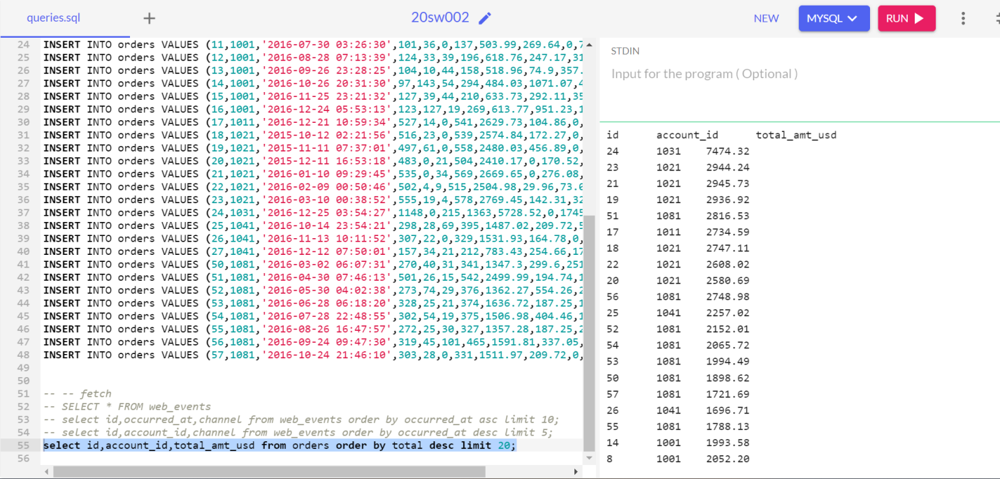 queries.sql + 20sw002 NEW MYSQL RUN
24 INSERT INTO orders VALUES (11,1001,'2016-07-30 03:26:30',101,36,0,137,503.99,269.64,0,7
25 INSERT INTO orders VALUES (12,1001,'2016-08-28 07:13:39',124,33,39,196,618.76,247.17,31
26 INSERT INTO orders VALUES (13,1001,'2016-09-26 23:28:25',104,10,44,158,518.96,74.9,357.
27 INSERT INTO orders VALUES (14,1001,'2016-10-26 20:31:30',97,143,54,294,484.03,1071.07,4
28 INSERT INTO orders VALUES (15,1001,'2016-11-25 23:21:32',127,39,44,210,633.73,292.11,35
29 INSERT INTO orders VALUES (16,1001,'2016-12-24 05:53:13',123,127,19,269,613.77,951.23,1
30 INSERT INTO orders VALUES (17,1011,'2016-12-21 10:59:34',527,14,0,541,2629.73,104.86,0,
31 INSERT INTO orders VALUES (18,1021,'2015-10-12 02:21:56',516,23,0,539,2574.84,172.27,0,
32 INSERT INTO orders VALUES (19,1021,'2015-11-11 07:37:01',497,61,0,558,2480.03,456.89,0,
33 INSERT INTO orders VALUES (20,1021,'2015-12-11 16:53:18',483,0,21,504,2410.17,0,170.52,
34 INSERT INTO orders VALUES (21,1021,'2016-01-10 09:29:45',535,0,34,569,2669.65,0,276.08,
35 INSERT INTO orders VALUES (22,1021,'2016-02-09 00:50:46',502,4,9,515,2504.98,29.96,73.0
36 INSERT INTO orders VALUES (23,1021,'2016-03-10 00:38:52',555,19,4,578,2769.45,142.31,32
37 INSERT INTO orders VALUES (24,1031,'2016-12-25 03:54:27',1148,0,215,1363,5728.52,0,1745
38 INSERT INTO orders VALUES (25,1041,'2016-10-14 23:54:21',298,28,69,395,1487.02,209.72,5
39 INSERT INTO orders VALUES (26,1041,'2016-11-13 10:11:52',307,22,0,329,1531.93,164.78,0,
40 INSERT INTO orders VALUES (27,1041,'2016-12-12 07:50:01',157,34,21,212,783.43,254.66,17
41 INSERT INTO orders VALUES (50,1081,'2016-03-02 06:07:31',270,40,31,341,1347.3,299.6,251
42 INSERT INTO orders VALUES (51,1081,'2016-04-30 07:46:13',501,26,15,542,2499.99,194.74,1
43 INSERT INTO orders VALUES (52,1081,'2016-05-30 04:02:38',273,74,29,376,1362.27,554.26,2
44 INSERT INTO orders VALUES (53,1081,'2016-06-28 06:18:20',328,25,21,374,1636.72,187.25,1
45 INSERT INTO orders VALUES (54,1081,'2016-07-28 22:48:55',302,54,19,375,1506.98,404.46,1
46 INSERT INTO orders VALUES (55,1081,'2016-08-26 16:47:57',272,25,30,327,1357.28,187.25,2
47 INSERT INTO orders VALUES (56,1081,'2016-09-24 09:47:30',319,45,101,465,1591.81,337.05,
48 INSERT INTO orders VALUES (57,1081,'2016-10-24 21:46:10',303,28,0,331,1511.97,209.72,0,
49
50
51 -- -- fetch
52 -- SELECT * FROM web_events
53 -- select id,occurred_at,channel from web_events order by occurred_at asc limit 10;
54 -- select id,account_id,channel from web_events order by occurred_at desc limit 5;
55 select id,account_id,total_amt_usd from orders order by total desc limit 20;
56
STDIN
Input for the program ( Optional )
id account_id total_amt_usd
24 1031 7474.32
23 1021 2944.24
21 1021 2945.73
19 1021 2936.92
51 1081 2816.53
17 1011 2734.59
18 1021 2747.11
22 1021 2608.02
20 1021 2580.69
56 1081 2748.98
25 1041 2257.02
52 1081 2152.01
54 1081 2065.72
53 1081 1994.49
50 1081 1898.62
57 1081 1721.69
26 1041 1696.71
55 1081 1788.13
14 1001 1993.58
8 1001 2052.20